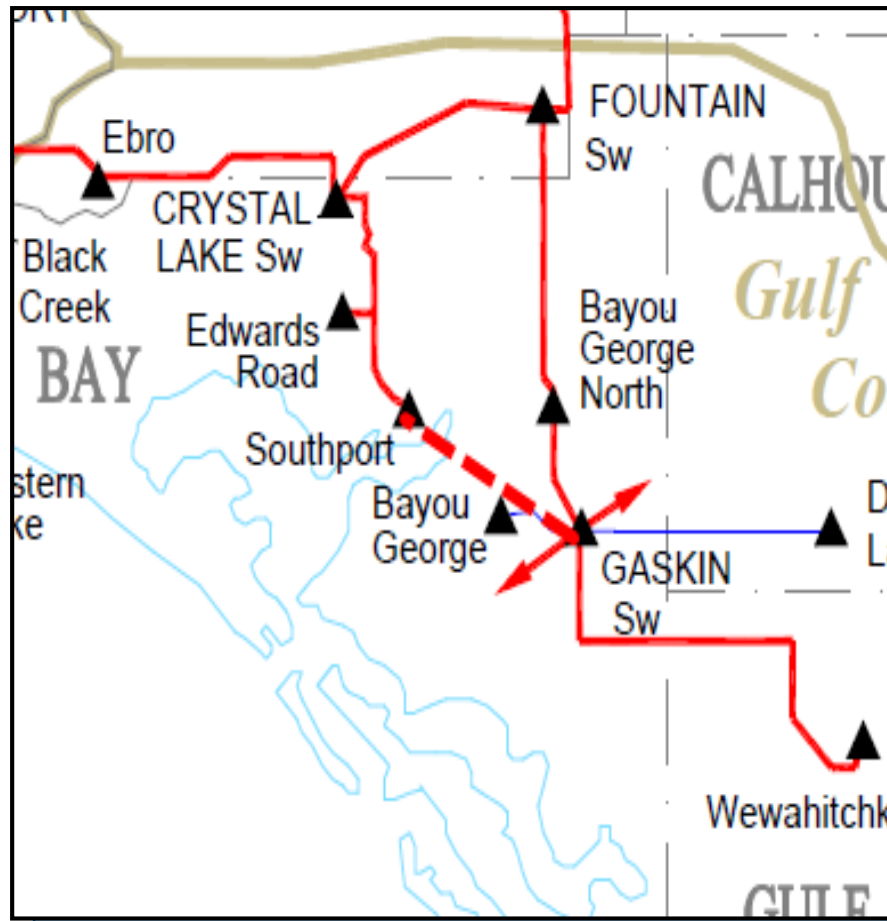 Ebro
FOUNTAIN
Sw
CRYSTAL
LAKE Sw
Black
Creek
Edwards
Road
BAY
Gulf
Co
Bayou
George
North
Southport
Bayou
George
GASKIN
Sw